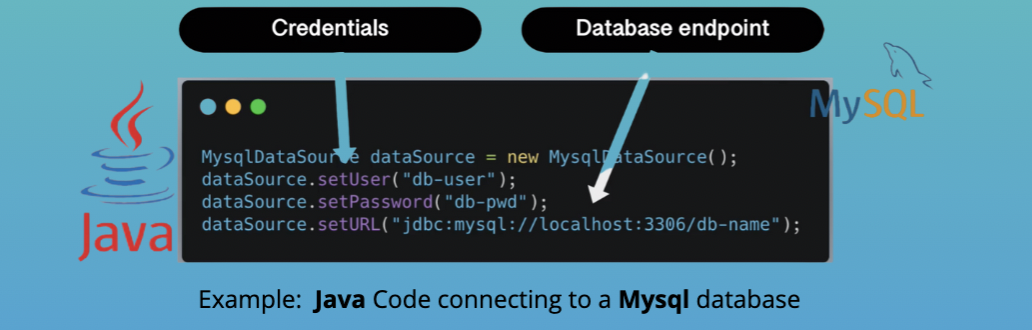 Credentials
Database endpoint
MySQL
MysqlDataSource dataSource = new MysqlDataSource();
dataSource.setUser("db-user");
dataSource.setPassword("db-pwd");
dataSource.setURL("jdbc:mysql://localhost:3306/db-name");
Java
Example: Java Code connecting to a Mysql database